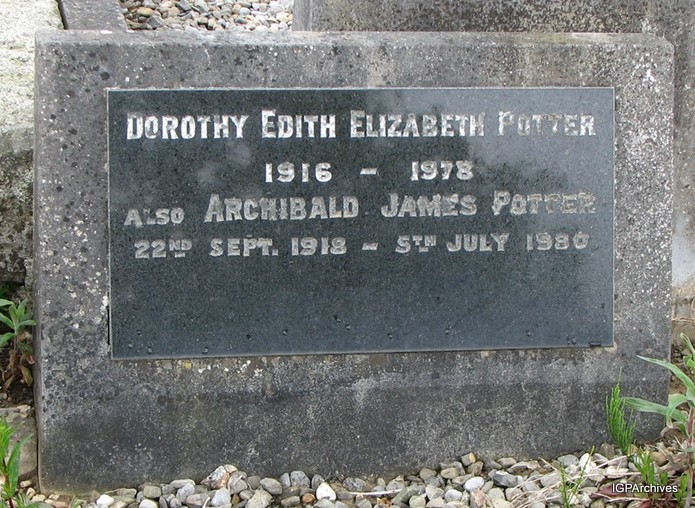 DOROTHY EDITH ELIZABETH POTTER
1916 - 1978
ALSO ARCHIBALD JAMES POTTER
22ND SEPT. 1918 - 5TH JULY 1980
IGPArchives